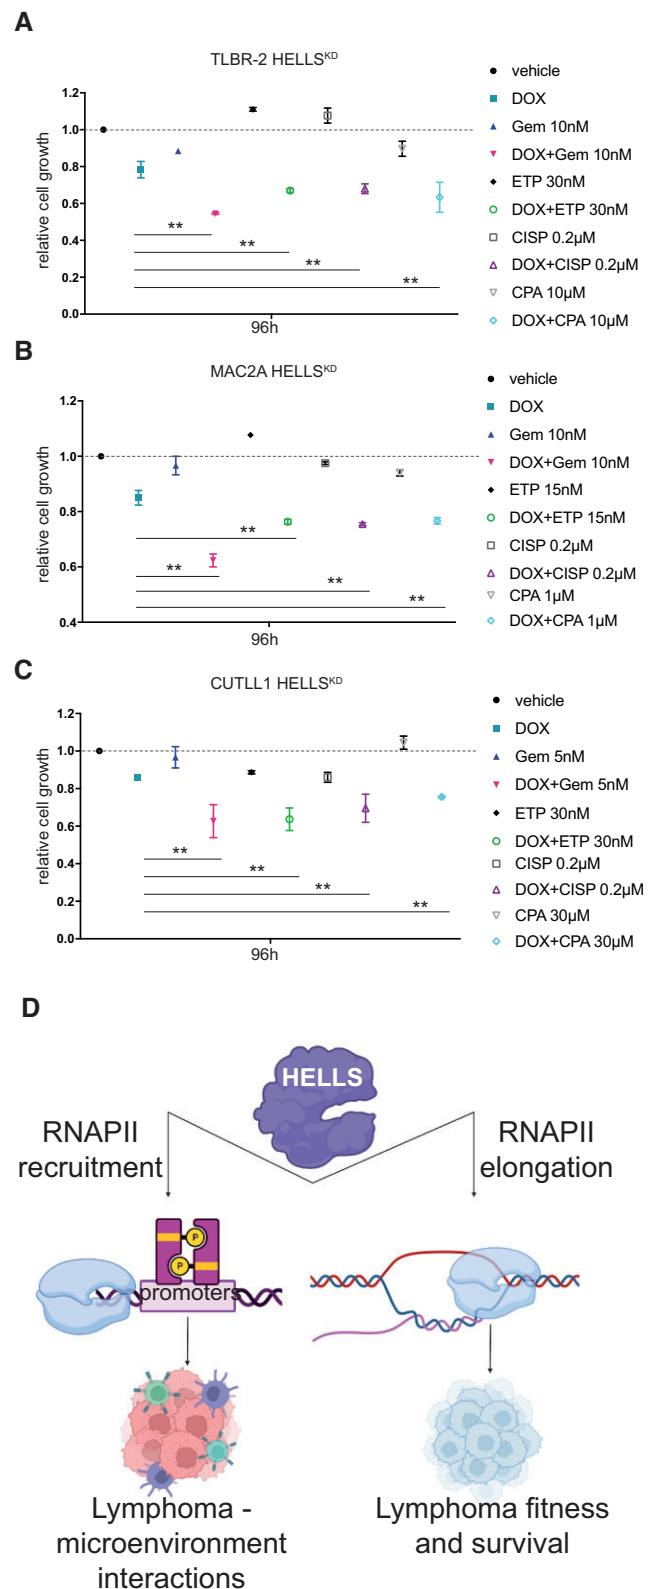 A
TLBR-2 HELLSKD
relative cell growth
1.2
1.0
0.8
0.6
0.4
0.2
0.0
**
**
**
**
96h
vehicle
DOX
Gem 10nM
DOX+Gem 10nM
ETP 30nM
DOX+ETP 30nM
CISP 0.2µM
DOX+CISP 0.2µM
CPA 10µM
DOX+CPA 10µM
B
MAC2A HELLSKD
relative cell growth
1.2
1.0
0.8
0.6
0.4
**
**
**
**
96h
vehicle
DOX
Gem 10nM
DOX+Gem 10nM
ETP 15nM
DOX+ETP 15nM
CISP 0.2µM
DOX+CISP 0.2µM
CPA 1µM
DOX+CPA 1µM
C
CUTLL1 HELLSKD
relative cell growth
1.2
1.0
0.8
0.6
0.4
0.2
0.0
**
**
**
**
96h
vehicle
DOX
Gem 5nM
DOX+Gem 5nM
ETP 30nM
DOX+ETP 30nM
CISP 0.2µM
DOX+CISP 0.2µM
CPA 30µM
DOX+CPA 30µM
D
HELLS
RNAPII
recruitment
RNAPII
elongation
P
P
promoters
Lymphoma -
microenvironment
interactions
Lymphoma fitness
and survival